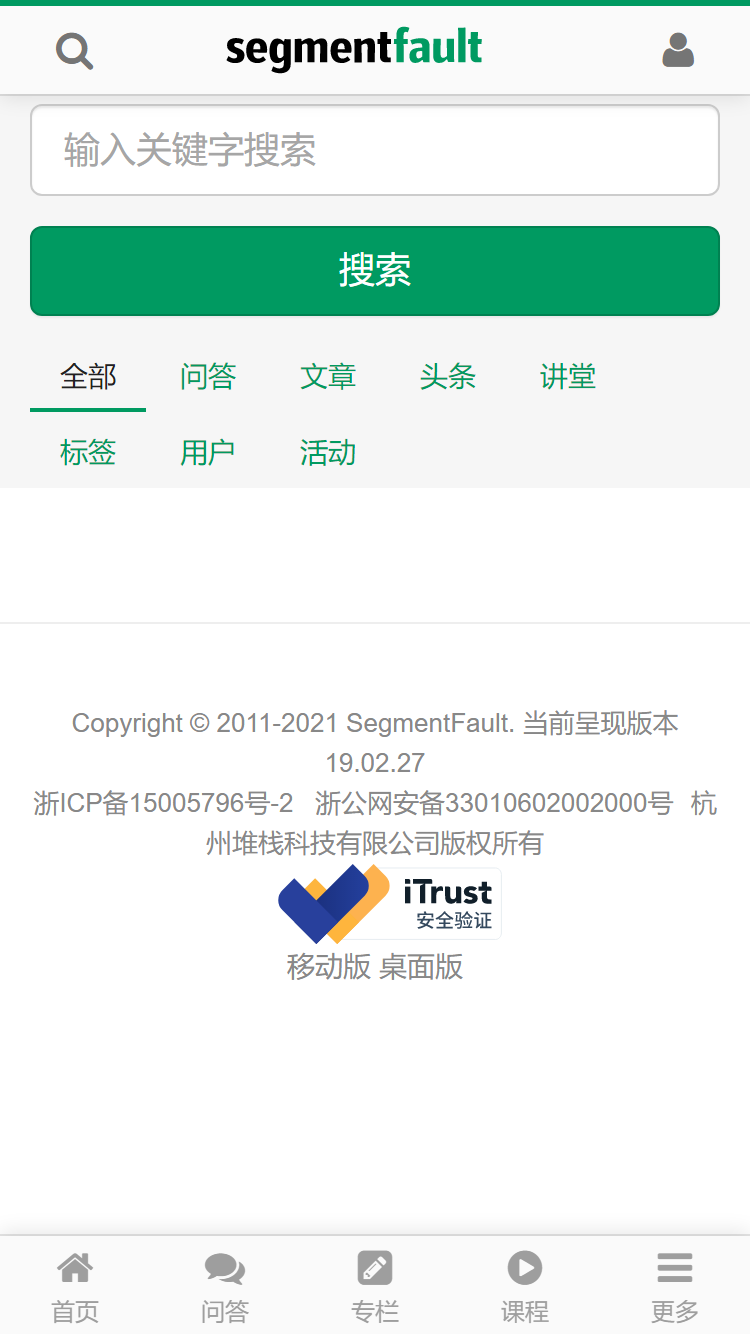 segmentfault
输入关键字搜索
搜索
全部 问答 文章 头条 讲堂
标签 用户 活动
Copyright © 2011-2021 SegmentFault. 当前呈现版本
19.02.27
浙ICP备15005796号-2 浙公网安备33010602002000号 杭
州堆栈科技有限公司版权所有
iTrust
安全验证
移动版 桌面版
首页 问答 专栏 课程 更多